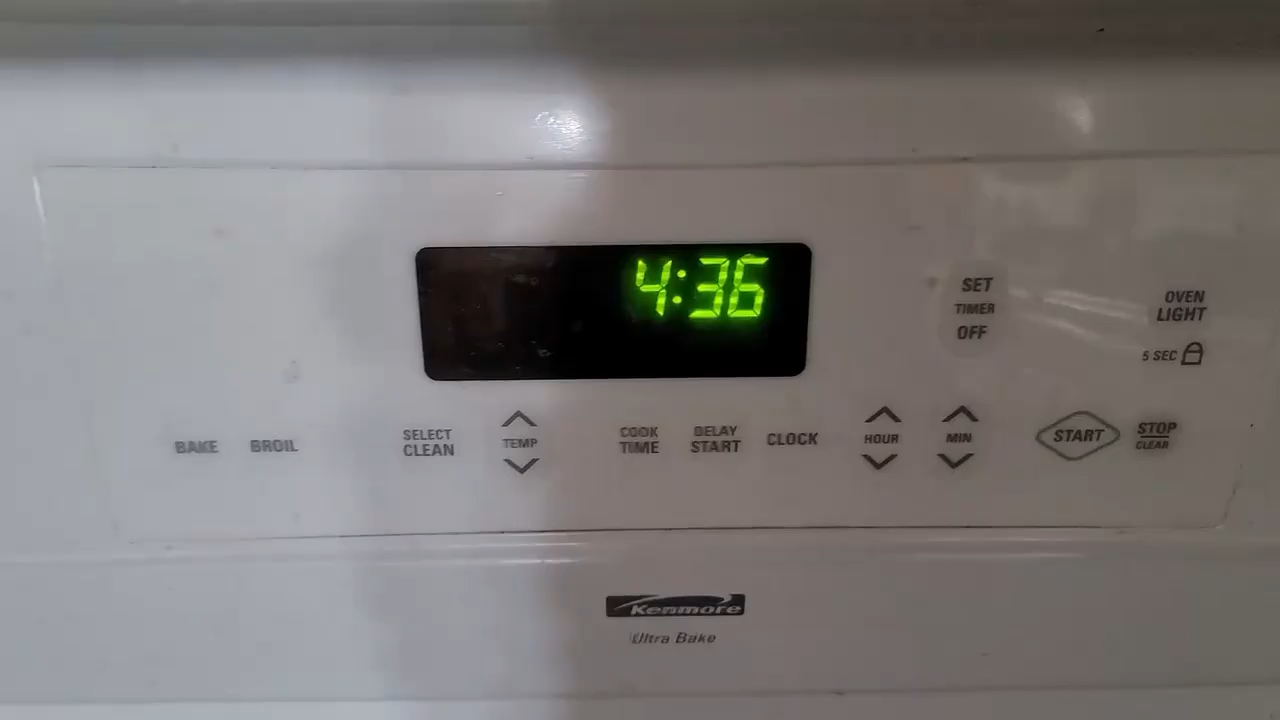 4:36
SET
TIMER
OFF
OVEN
LIGHT
5 SEC
BAKE
BROIL
SELECT
CLEAN
TEMP
COOK
TIME
DELAY
START
CLOCK
HOUR
MIN
START
STOP
CLEAR
Kenmore
Ultra Bake